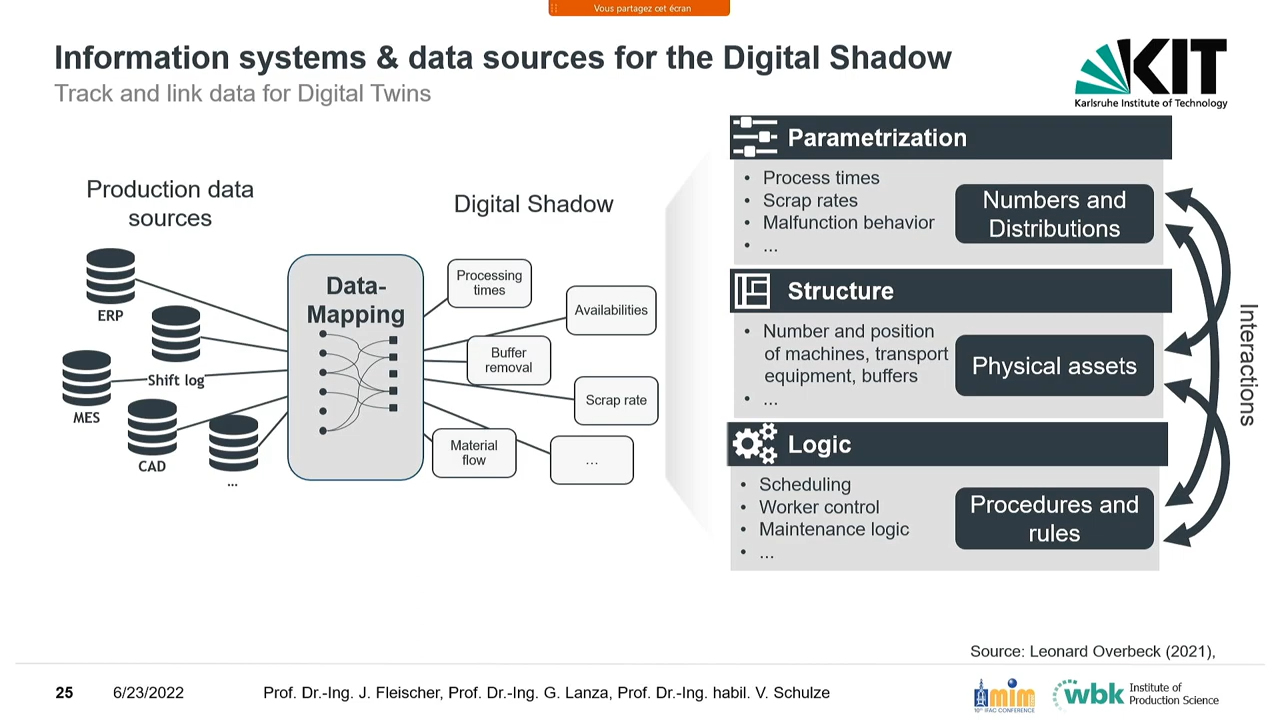 Vous partagez cet écran
Information systems & data sources for the Digital Shadow
Track and link data for Digital Twins
KIT
Karlsruhe Institute of Technology
Production data
sources
ERP
Shift log
MES
CAD
...
Data-
Mapping
Digital Shadow
Processing
times
Availabilities
Buffer
removal
Scrap rate
Material
flow
...
Parametrization
• Process times
• Scrap rates
• Malfunction behavior
• ...
Numbers and
Distributions
Structure
• Number and position
of machines, transport
equipment, buffers
• ...
Physical assets
Logic
• Scheduling
• Worker control
• Maintenance logic
• ...
Procedures and
rules
Interactions
Source: Leonard Overbeck (2021),
25
6/23/2022
Prof. Dr.-Ing. J. Fleischer, Prof. Dr.-Ing. G. Lanza, Prof. Dr.-Ing. habil. V. Schulze
mim
10th IFAC CONFERENCE
wbk
Institute of
Production Science